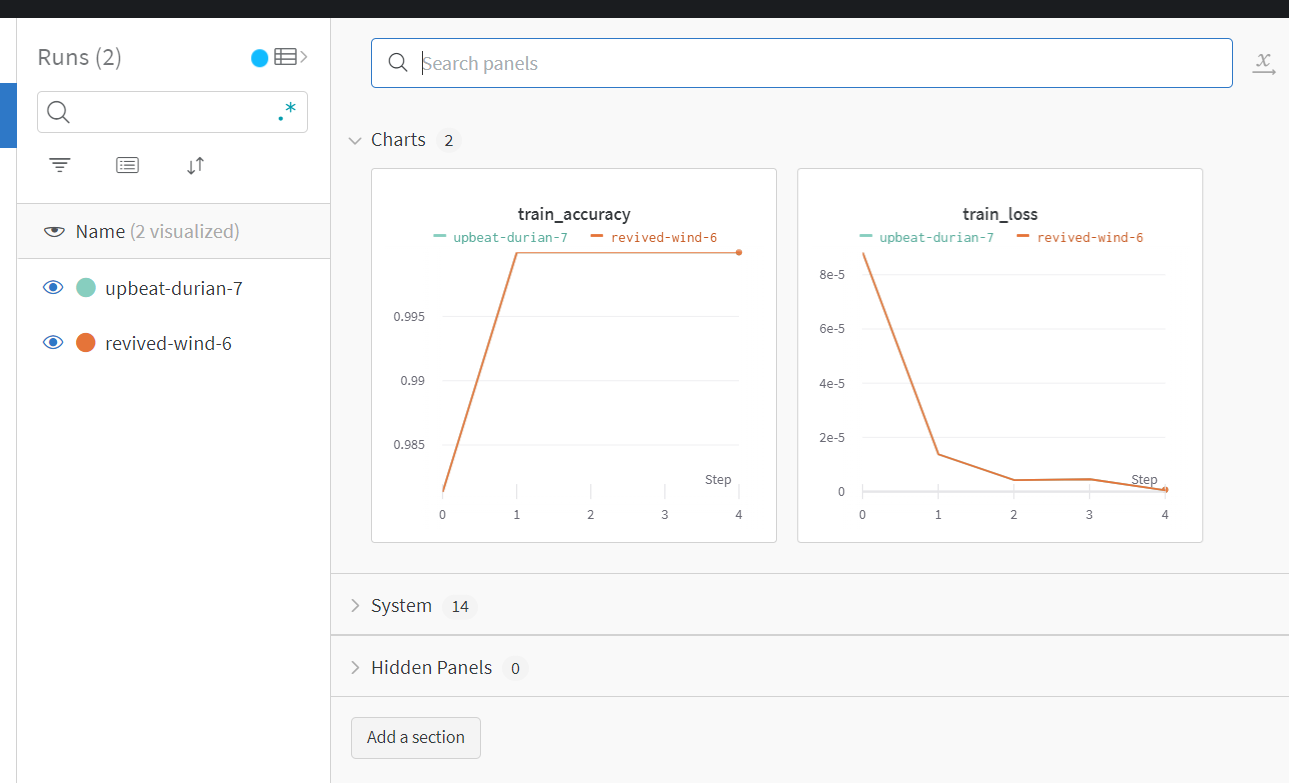 Runs (2)
.*
Name (2 visualized)
upbeat-durian-7
revived-wind-6
Search panels
x
Charts 2
train_accuracy
upbeat-durian-7 revived-wind-6
0.995
0.99
0.985
Step
0 1 2 3 4
train_loss
upbeat-durian-7 revived-wind-6
8e-5
6e-5
4e-5
2e-5
0
Step
0 1 2 3 4
System 14
Hidden Panels 0
Add a section